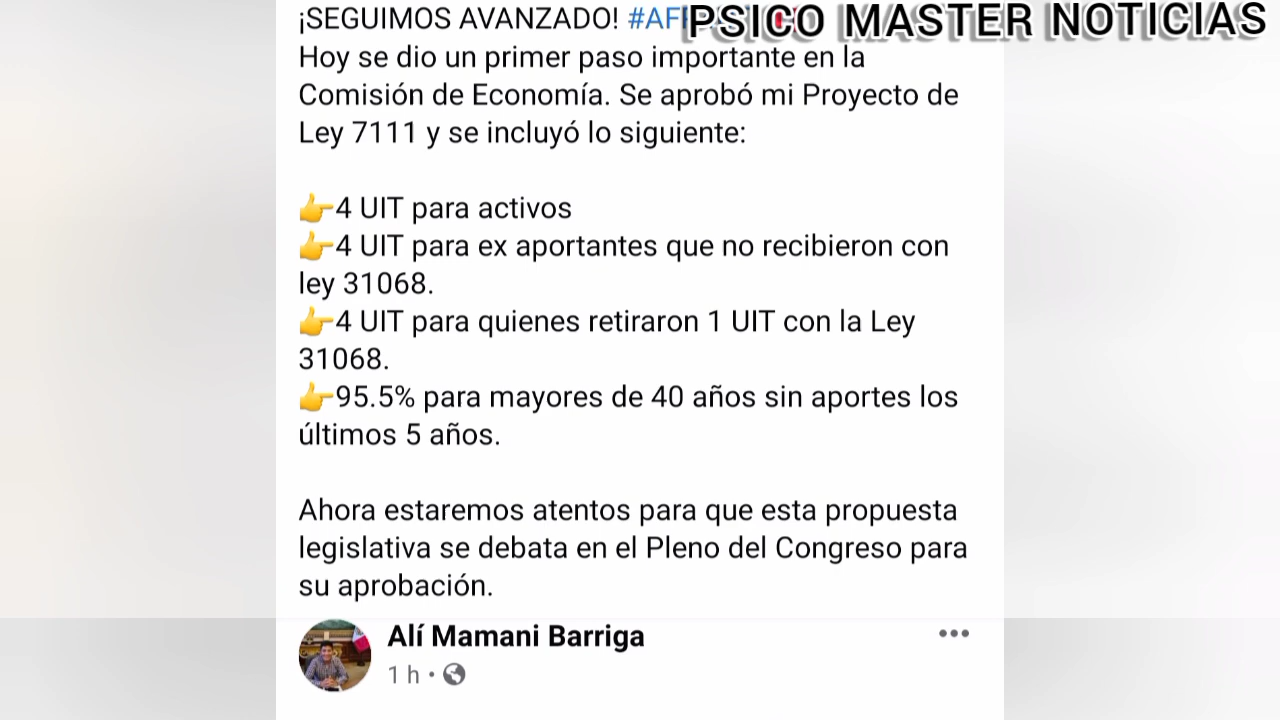 ¡SEGUIMOS AVANZADO!
PSICO MASTER NOTICIAS
Hoy se dio un primer paso importante en la
Comisión de Economía. Se aprobó mi Proyecto de
Ley 7111 y se incluyó lo siguiente:
👉4 UIT para activos
👉4 UIT para ex aportantes que no recibieron con
ley 31068.
👉4 UIT para quienes retiraron 1 UIT con la Ley
31068.
👉95.5% para mayores de 40 años sin aportes los
últimos 5 años.
Ahora estaremos atentos para que esta propuesta
legislativa se debata en el Pleno del Congreso para
su aprobación.
Alí Mamani Barriga
1 h •